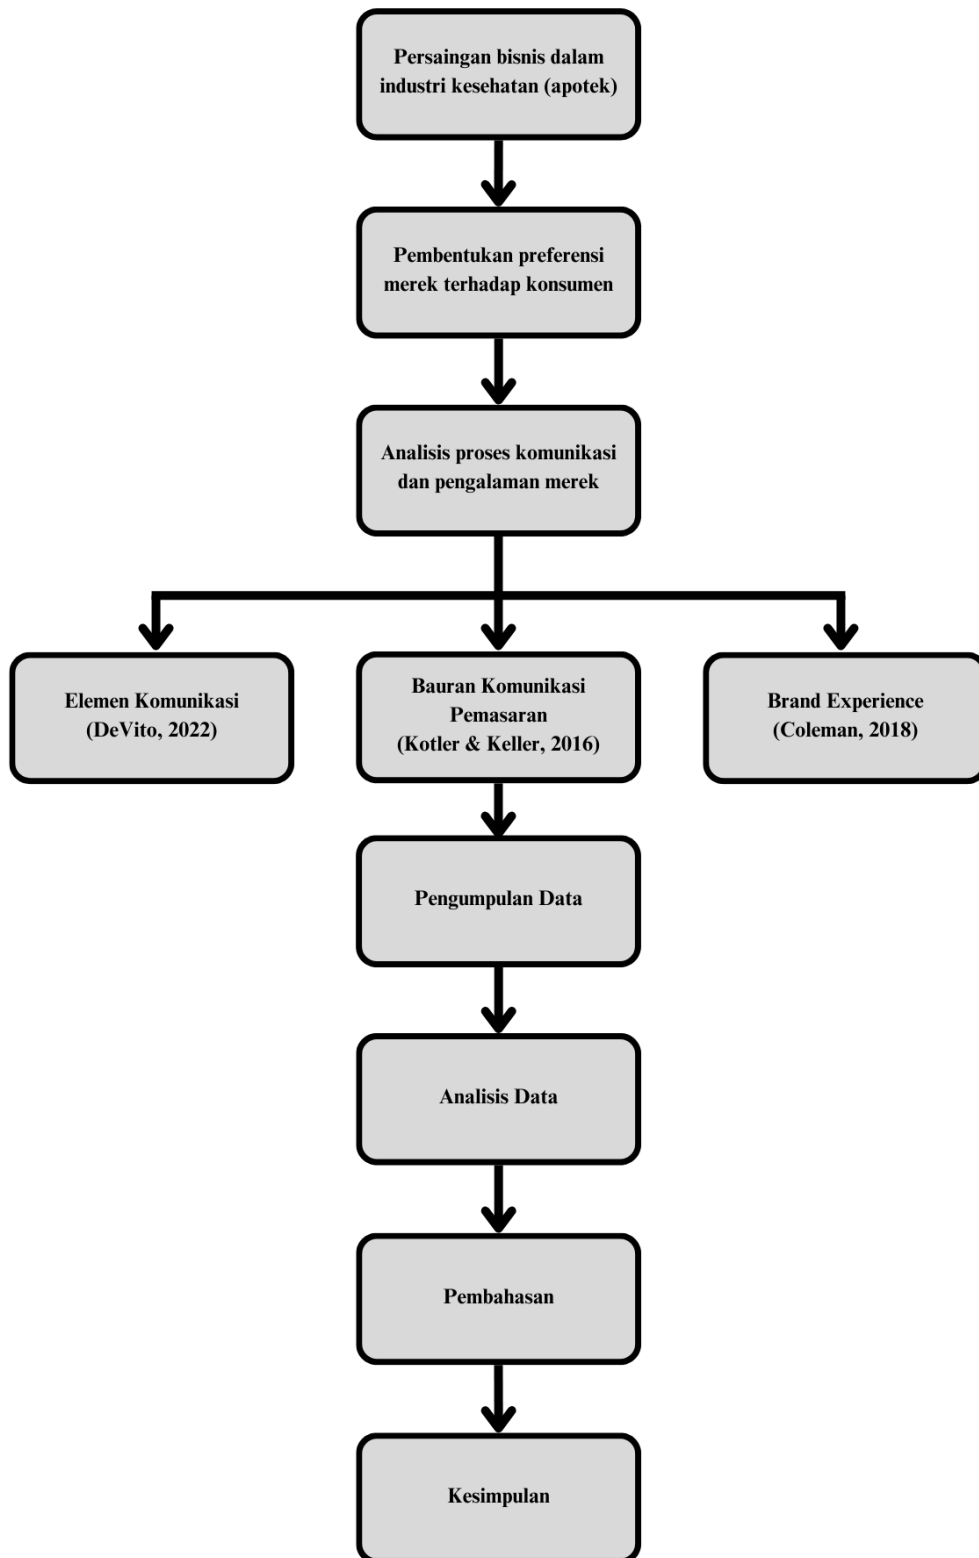 Persaingan bisnis dalam
industri kesehatan (apotek)
Pembentukan preferensi
merek terhadap konsumen
Analisis proses komunikasi
dan pengalaman merek
Elemen Komunikasi
(DeVito, 2022)
Bauran Komunikasi
Pemasaran
(Kotler & Keller, 2016)
Brand Experience
(Coleman, 2018)
Pengumpulan Data
Analisis Data
Pembahasan
Kesimpulan